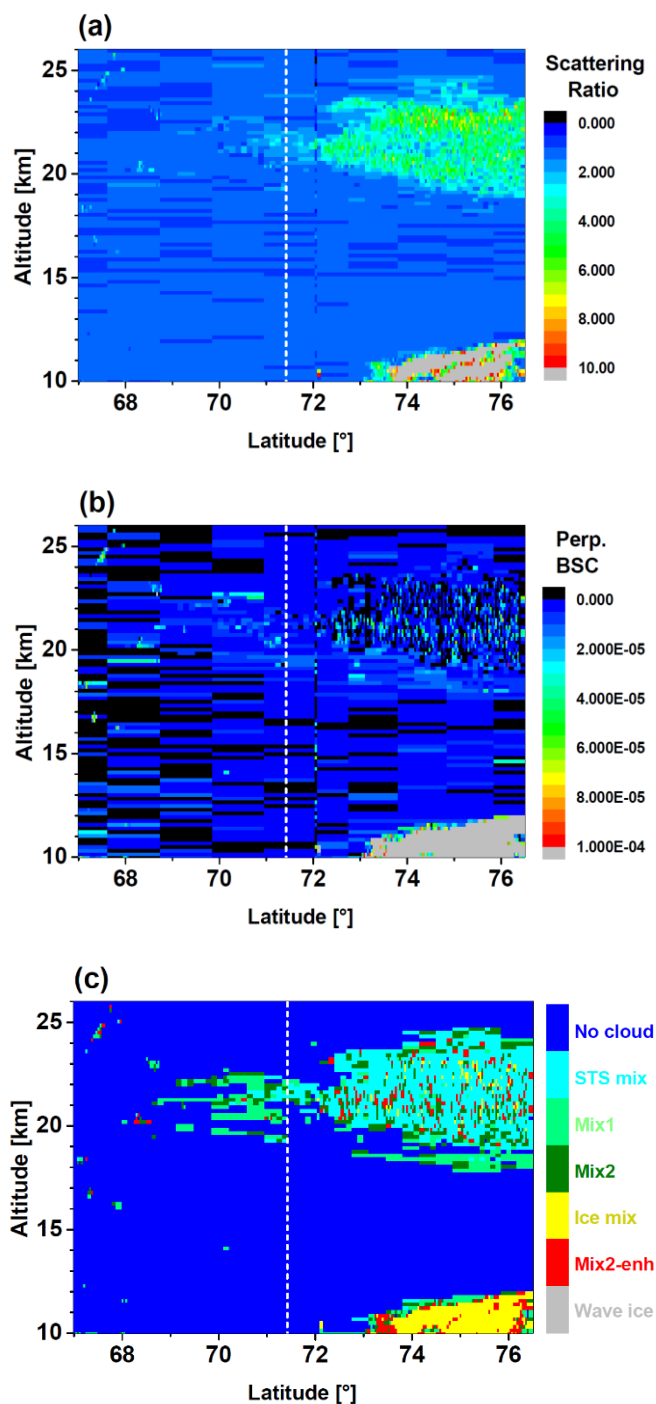 (a)
Scattering
Ratio
25
20
15
10
Altitude [km]
68 70 72 74 76
Latitude [°]
0.000
2.000
4.000
6.000
8.000
10.00
(b)
Perp.
BSC
25
20
15
10
Altitude [km]
68 70 72 74 76
Latitude [°]
0.000
2.000E-05
4.000E-05
6.000E-05
8.000E-05
1.000E-04
(c)
25
20
15
10
Altitude [km]
68 70 72 74 76
Latitude [°]
No cloud
STS mix
Mix1
Mix2
Ice mix
Mix2-enh
Wave ice